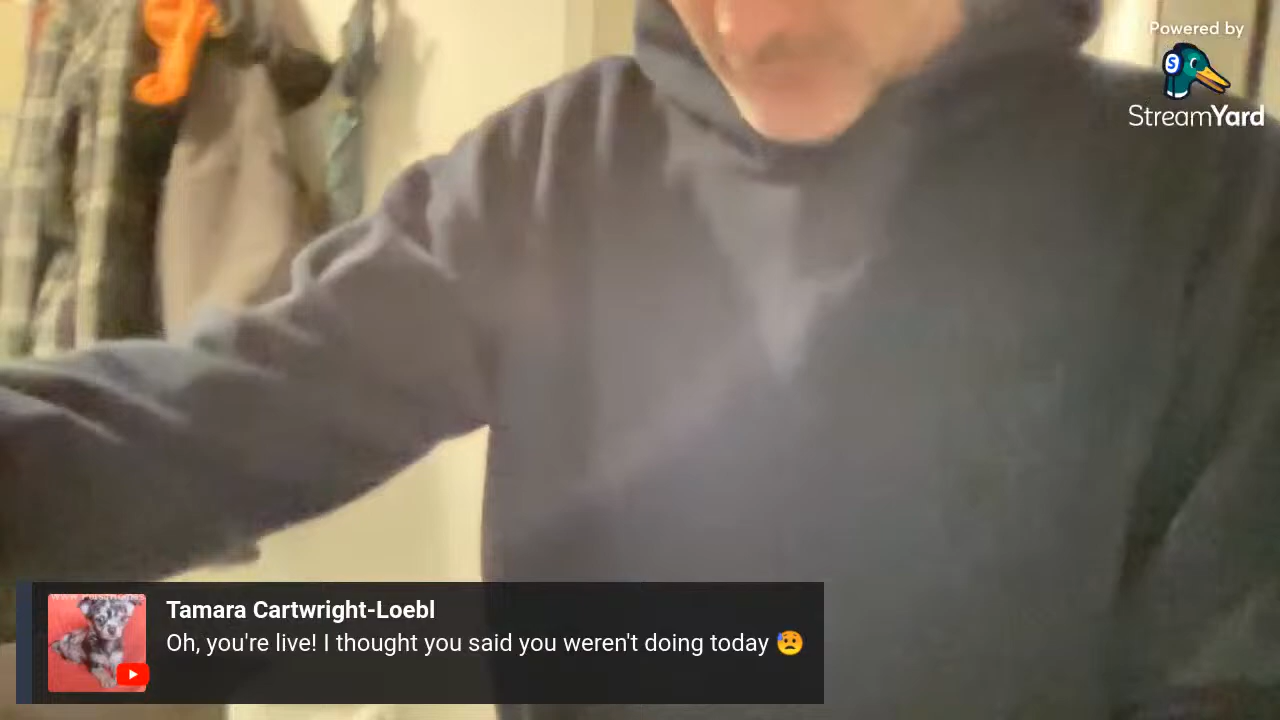 Powered by
StreamYard
Tamara Cartwright-Loebl
Oh, you're live! I thought you said you weren't doing today 😥